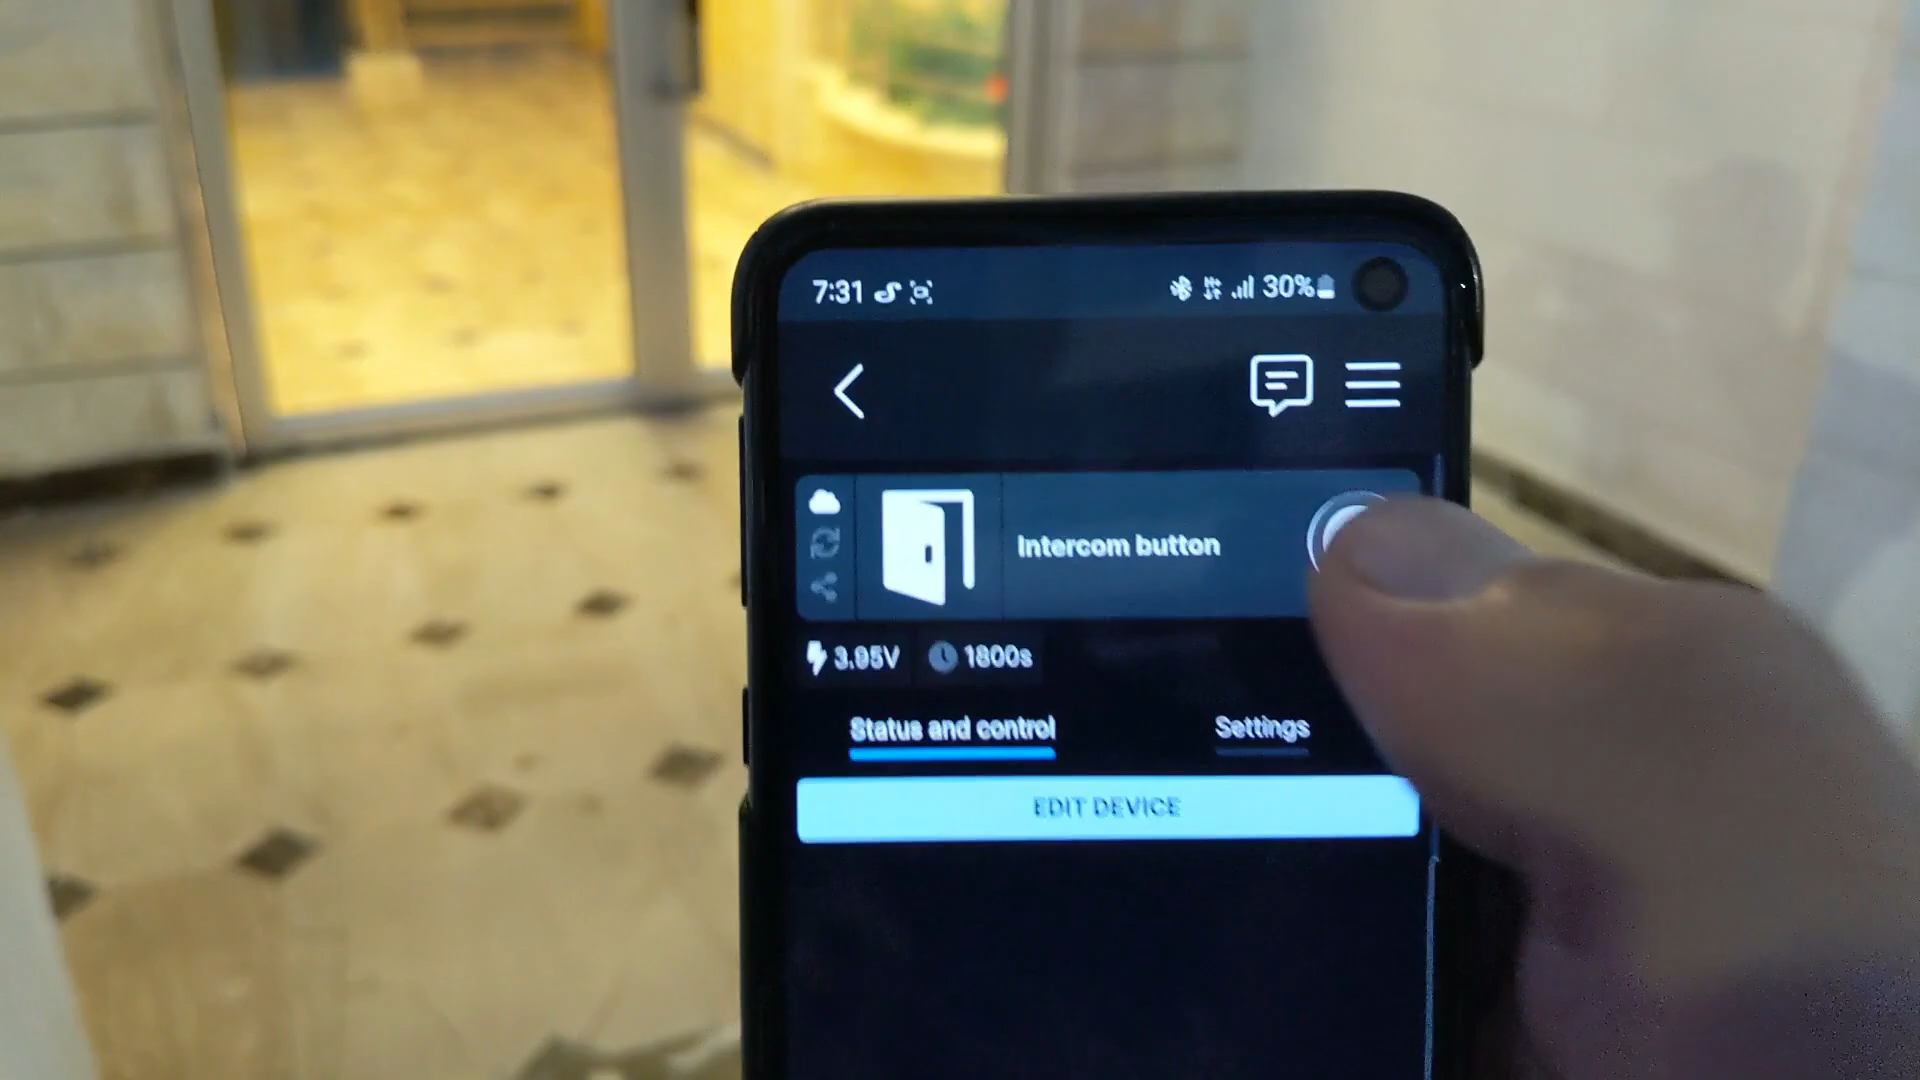 7:31 30%
Intercom button
3.95V 1800s
Status and control Settings
EDIT DEVICE